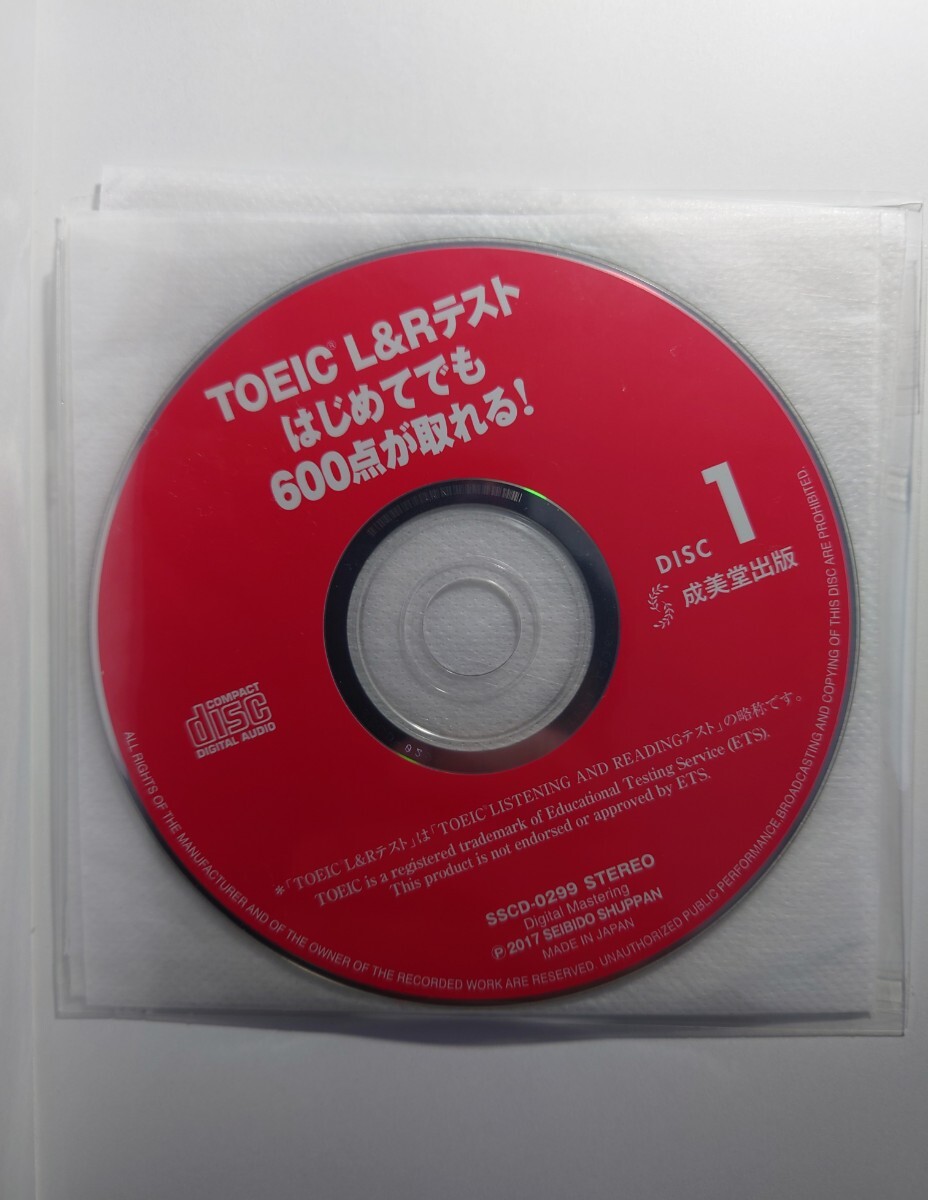 TOEIC® L&Rテスト
はじめてでも
600点が取れる!
DISC 1
成美堂出版
COMPACT
disc
DIGITAL AUDIO
05
*「TOEIC L&Rテスト」は「TOEIC® LISTENING AND READINGテスト」の略称です。
TOEIC is a registered trademark of Educational Testing Service (ETS).
This product is not endorsed or approved by ETS.
SSCD-0299 STEREO
Digital Mastering
Ⓟ 2017 SEIBIDO SHUPPAN
MADE IN JAPAN
ALL RIGHTS OF THE MANUFACTURER AND OF THE OWNER OF THE RECORDED WORK ARE RESERVED. UNAUTHORIZED PUBLIC PERFORMANCE, BROADCASTING AND COPYING OF THIS DISC ARE PROHIBITED.